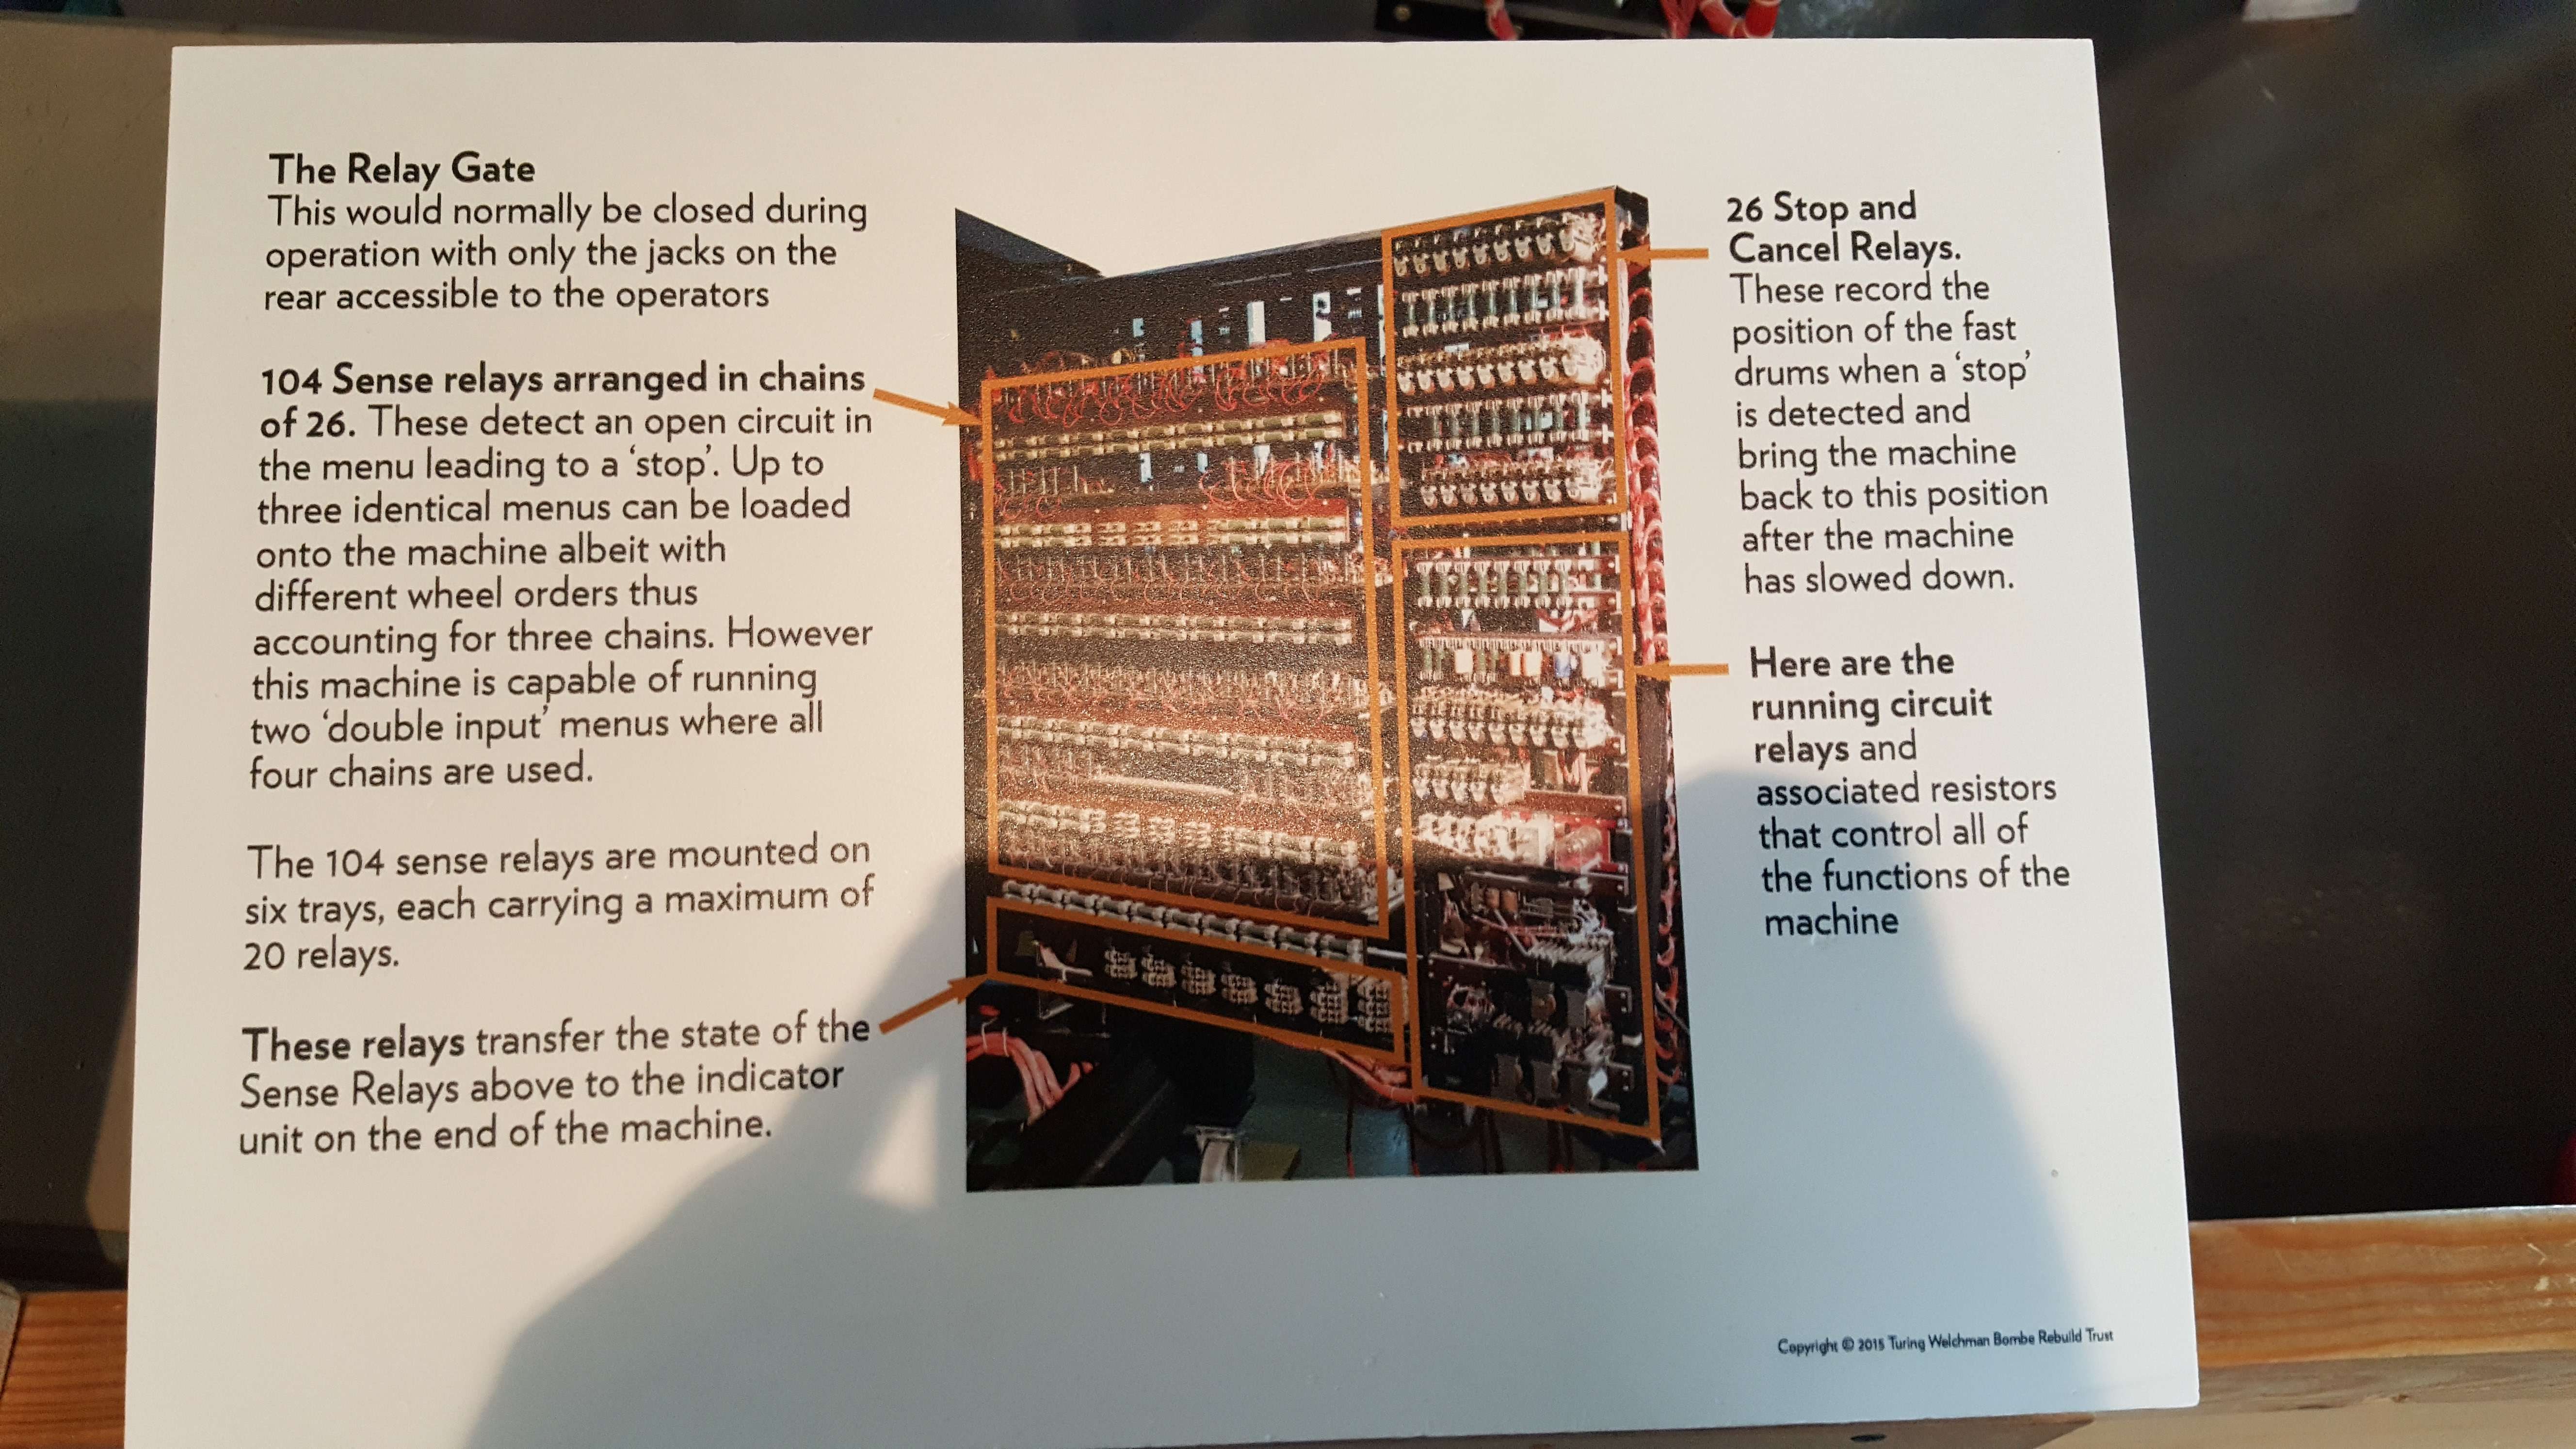 The Relay Gate
This would normally be closed during
operation with only the jacks on the
rear accessible to the operators
104 Sense relays arranged in chains
of 26. These detect an open circuit in
the menu leading to a ‘stop’. Up to
three identical menus can be loaded
onto the machine albeit with
different wheel orders thus
accounting for three chains. However
this machine is capable of running
two ‘double input’ menus where all
four chains are used.
The 104 sense relays are mounted on
six trays, each carrying a maximum of
20 relays.
These relays transfer the state of the
Sense Relays above to the indicator
unit on the end of the machine.
26 Stop and
Cancel Relays.
These record the
position of the fast
drums when a ‘stop’
is detected and
bring the machine
back to this position
after the machine
has slowed down.
Here are the
running circuit
relays and
associated resistors
that control all of
the functions of the
machine
Copyright © 2015 Turing Welchman Bombe Rebuild Trust